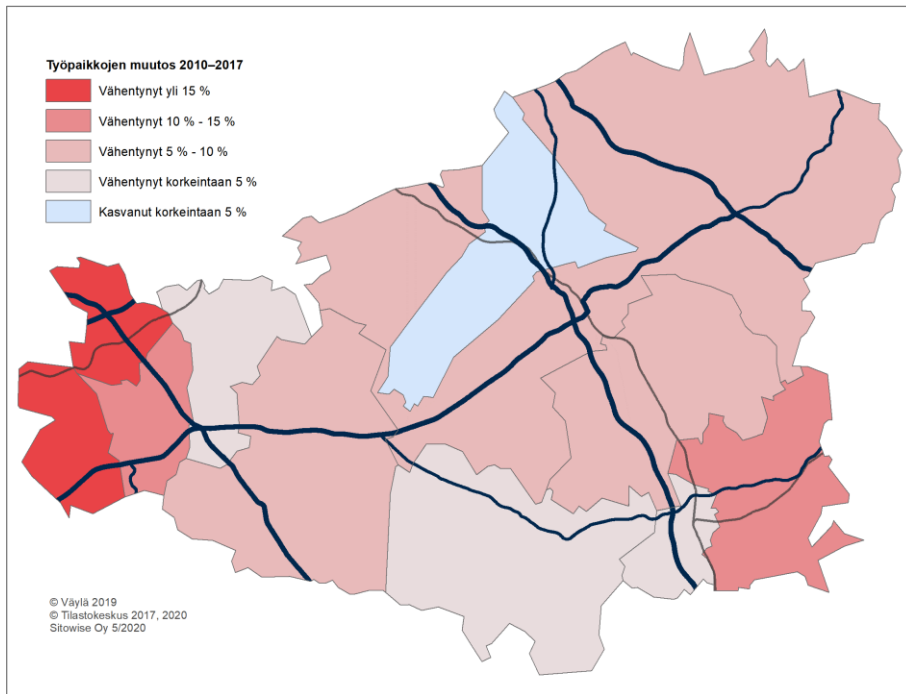 Työpaikkojen muutos 2010–2017
Vähentynyt yli 15 %
Vähentynyt 10 % - 15 %
Vähentynyt 5 % - 10 %
Vähentynyt korkeintaan 5 %
Kasvanut korkeintaan 5 %
© Väylä 2019
© Tilastokeskus 2017, 2020
Sitowise Oy 5/2020